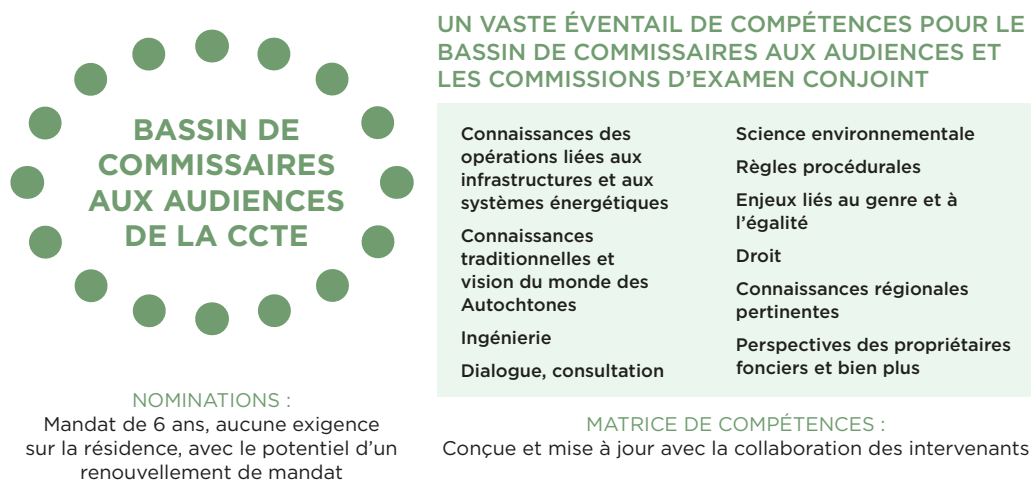 BASSIN DE
COMMISSAIRES
AUX AUDIENCES
DE LA CCTE
NOMINATIONS :
Mandat de 6 ans, aucune exigence
sur la résidence, avec le potentiel d’un
renouvellement de mandat
UN VASTE ÉVENTAIL DE COMPÉTENCES POUR LE
BASSIN DE COMMISSAIRES AUX AUDIENCES ET
LES COMMISSIONS D’EXAMEN CONJOINT
Connaissances des
opérations liées aux
infrastructures et aux
systèmes énergétiques
Connaissances
traditionnelles et
vision du monde des
Autochtones
Ingénierie
Dialogue, consultation
Science environnementale
Règles procédurales
Enjeux liés au genre et à
l’égalité
Droit
Connaissances régionales
pertinentes
Perspectives des propriétaires
fonciers et bien plus
MATRICE DE COMPÉTENCES :
Conçue et mise à jour avec la collaboration des intervenants